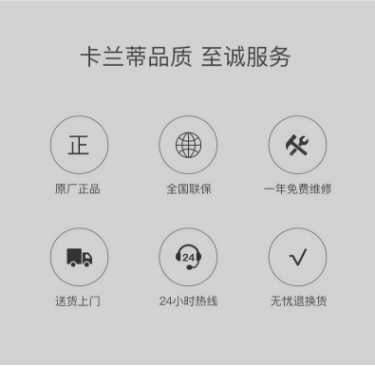 卡兰蒂品质 至诚服务
正
原厂正品 全国联保 一年免费维修
24
送货上门 24小时热线 无忧退换货